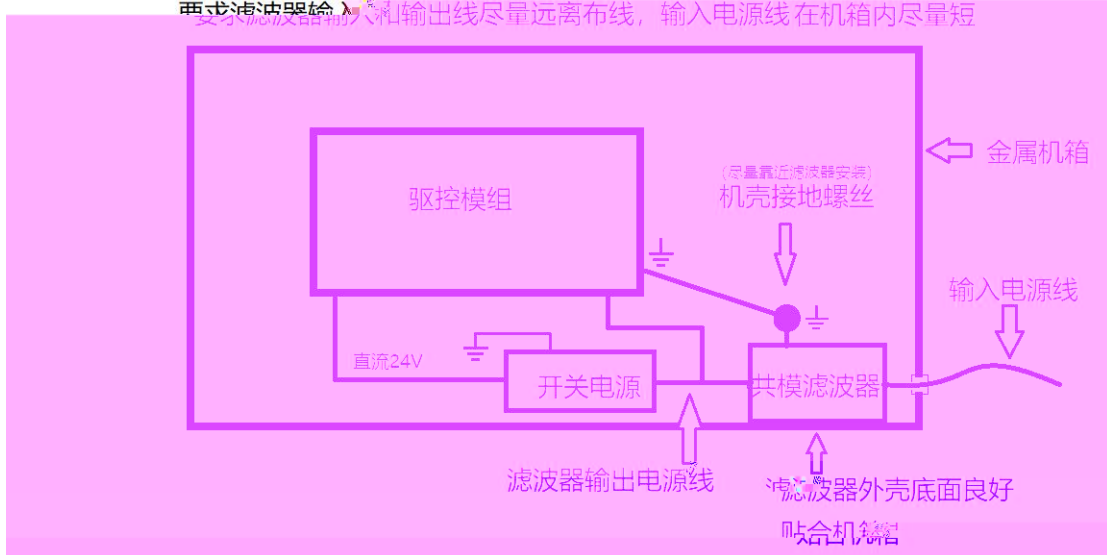 要求滤波器输入和输出线尽量远离布线，输入电源线在机箱内尽量短
金属机箱
(尽量靠近滤波器安装)
机壳接地螺丝
驱控模组
输入电源线
直流24V
开关电源
共模滤波器
滤波器输出电源线
滤波器外壳底面良好
贴合机箱